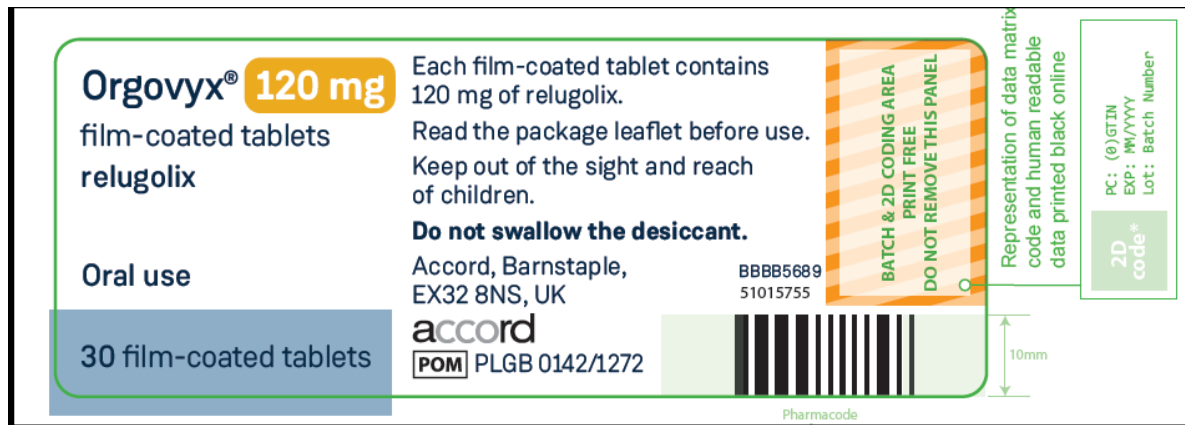 Orgovyx® 120 mg
film-coated tablets
relugolix
Oral use
30 film-coated tablets
Each film-coated tablet contains
120 mg of relugolix.
Read the package leaflet before use.
Keep out of the sight and reach
of children.
Do not swallow the desiccant.
Accord, Barnstaple,
EX32 8NS, UK
accord
POM PLGB 0142/1272
BBBB5689
51015755
BATCH & 2D CODING AREA
PRINT FREE
DO NOT REMOVE THIS PANEL
Representation of data matrix
code and human readable
data printed black online
PC: (0)GTIN
EXP: MM/YYYY
Lot: Batch Number
2D
code*
10mm
Pharmacode